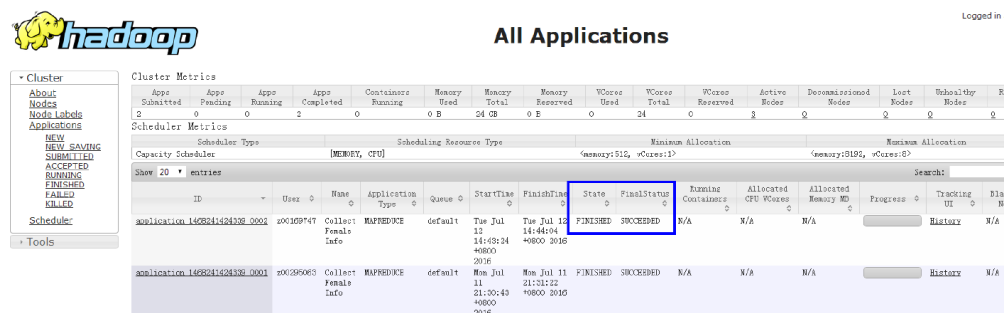 Logged in
hadoop
All Applications
Cluster
About
Nodes
Node Labels
Applications
NEW
NEW_SAVING
SUBMITTED
ACCEPTED
RUNNING
FINISHED
FAILED
KILLED
Scheduler
Tools
Cluster Metrics
Apps Submitted Apps Pending Apps Running Apps Completed Containers Running Memory Used Memory Total Memory Reserved VCores Used VCores Total VCores Reserved Active Nodes Decommissioned Nodes Lost Nodes Unhealthy Nodes
2 0 0 2 0 0 B 24 GB 0 B 0 24 0 3 0 0 0 0
Scheduler Metrics
Scheduler Type Scheduling Resource Type Minimum Allocation Maximum Allocation
Capacity Scheduler [MEMORY, CPU] <memory:512, vCores:1> <memory:8192, vCores:8>
Show 20 entries Search:
ID User Name Application Type Queue StartTime FinishTime State FinalStatus Running Containers Allocated CPU VCores Allocated Memory MB Progress Tracking UI
application_1468241424339_0002 z00169747 Collect Female Info MAPREDUCE default Tue Jul 12 14:43:24 +0800 2016 Tue Jul 12 14:44:04 +0800 2016 FINISHED SUCCEEDED N/A N/A N/A History N/A
application_1468241424339_0001 z00295063 Collect Female Info MAPREDUCE default Mon Jul 11 21:30:43 +0800 2016 Mon Jul 11 21:31:22 +0800 2016 FINISHED SUCCEEDED N/A N/A N/A History N/A